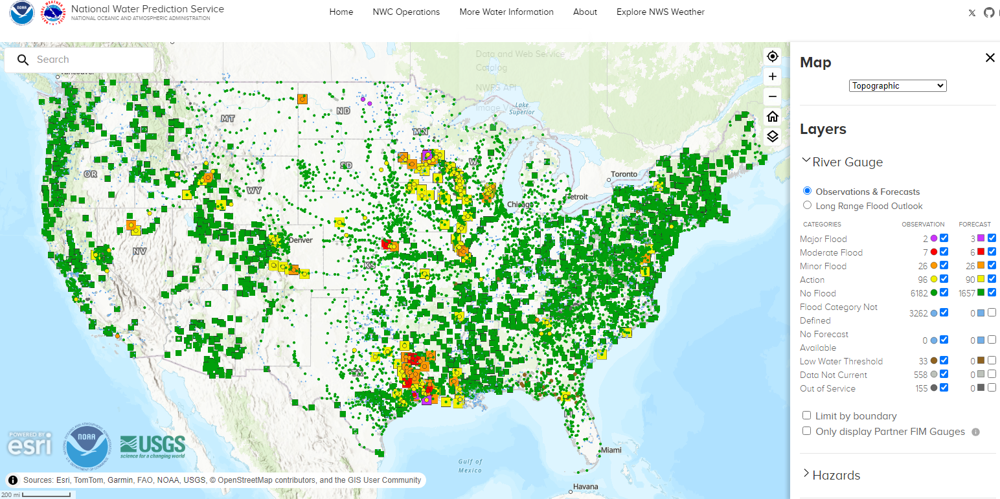 National Water Prediction Service
NATIONAL OCEANIC AND ATMOSPHERIC ADMINISTRATION
Home NWC Operations More Water Information About Explore NWS Weather
Search
Data and Web Service
Catalog
NWPS API
Lake
Superior
MT
ND
MN
OR
SD
WY
Toronto
Detroit
Chicago
Denver
NV
KS
TX
Miami
Gulf of
Mexico
Havana
POWERED BY
esri
NOAA
USGS
science for a changing world
Sources: Esri, TomTom, Garmin, FAO, NOAA, USGS, © OpenStreetMap contributors, and the GIS User Community
200 mi
Map
Topographic
Layers
River Gauge
Observations & Forecasts
Long Range Flood Outlook
CATEGORIES OBSERVATION FORECAST
Major Flood 2 3
Moderate Flood 7 6
Minor Flood 26 26
Action 96 90
No Flood 6182 1657
Flood Category Not
Defined 3262 0
No Forecast
Available 0 0
Low Water Threshold 33 0
Data Not Current 558 0
Out of Service 155 0
Limit by boundary
Only display Partner FIM Gauges
Hazards